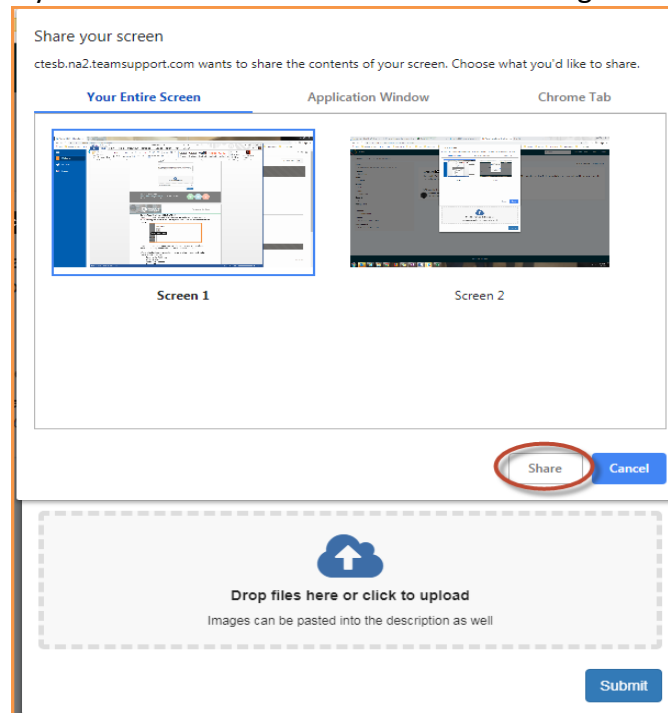 Share your screen
ctesb.na2.teamsupport.com wants to share the contents of your screen. Choose what you'd like to share.
Your Entire Screen Application Window Chrome Tab
Screen 1 Screen 2
Share Cancel
Drop files here or click to upload
Images can be pasted into the description as well
Submit